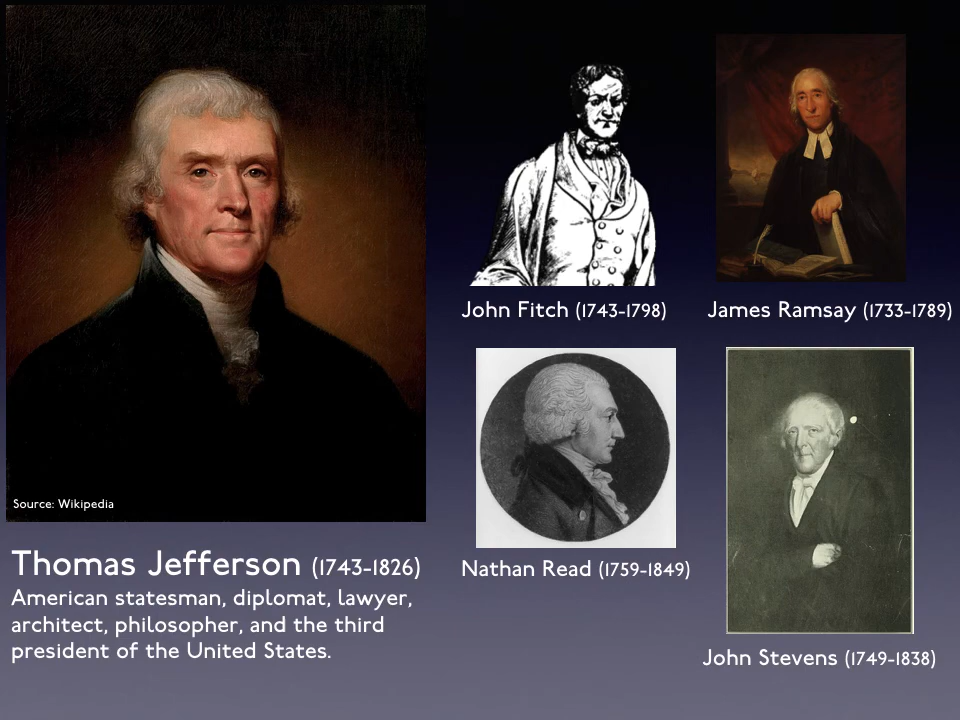 Source: Wikipedia
Thomas Jefferson (1743-1826)
American statesman, diplomat, lawyer,
architect, philosopher, and the third
president of the United States.
John Fitch (1743-1798)
James Ramsay (1733-1789)
Nathan Read (1759-1849)
John Stevens (1749-1838)